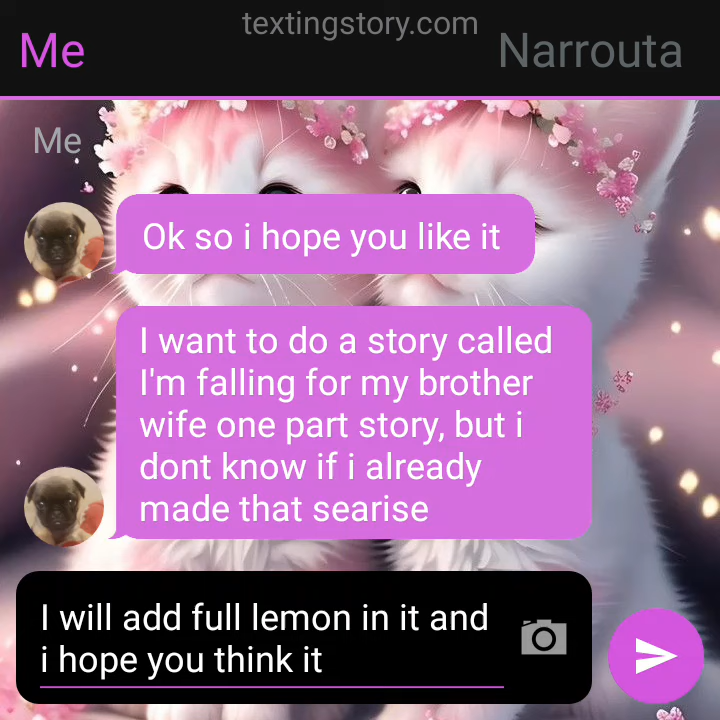 textingstory.com
Me
Narrouta
Me
Ok so i hope you like it
I want to do a story called
I'm falling for my brother
wife one part story, but i
dont know if i already
made that searise
I will add full lemon in it and
i hope you think it